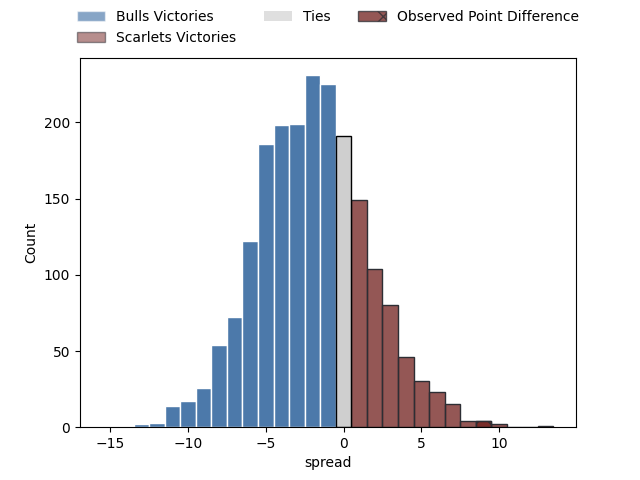 Bulls Victories
Scarlets Victories
Ties
Observed Point Difference
200
150
100
50
0
Count
−15
−10
−5
0
5
10
spread